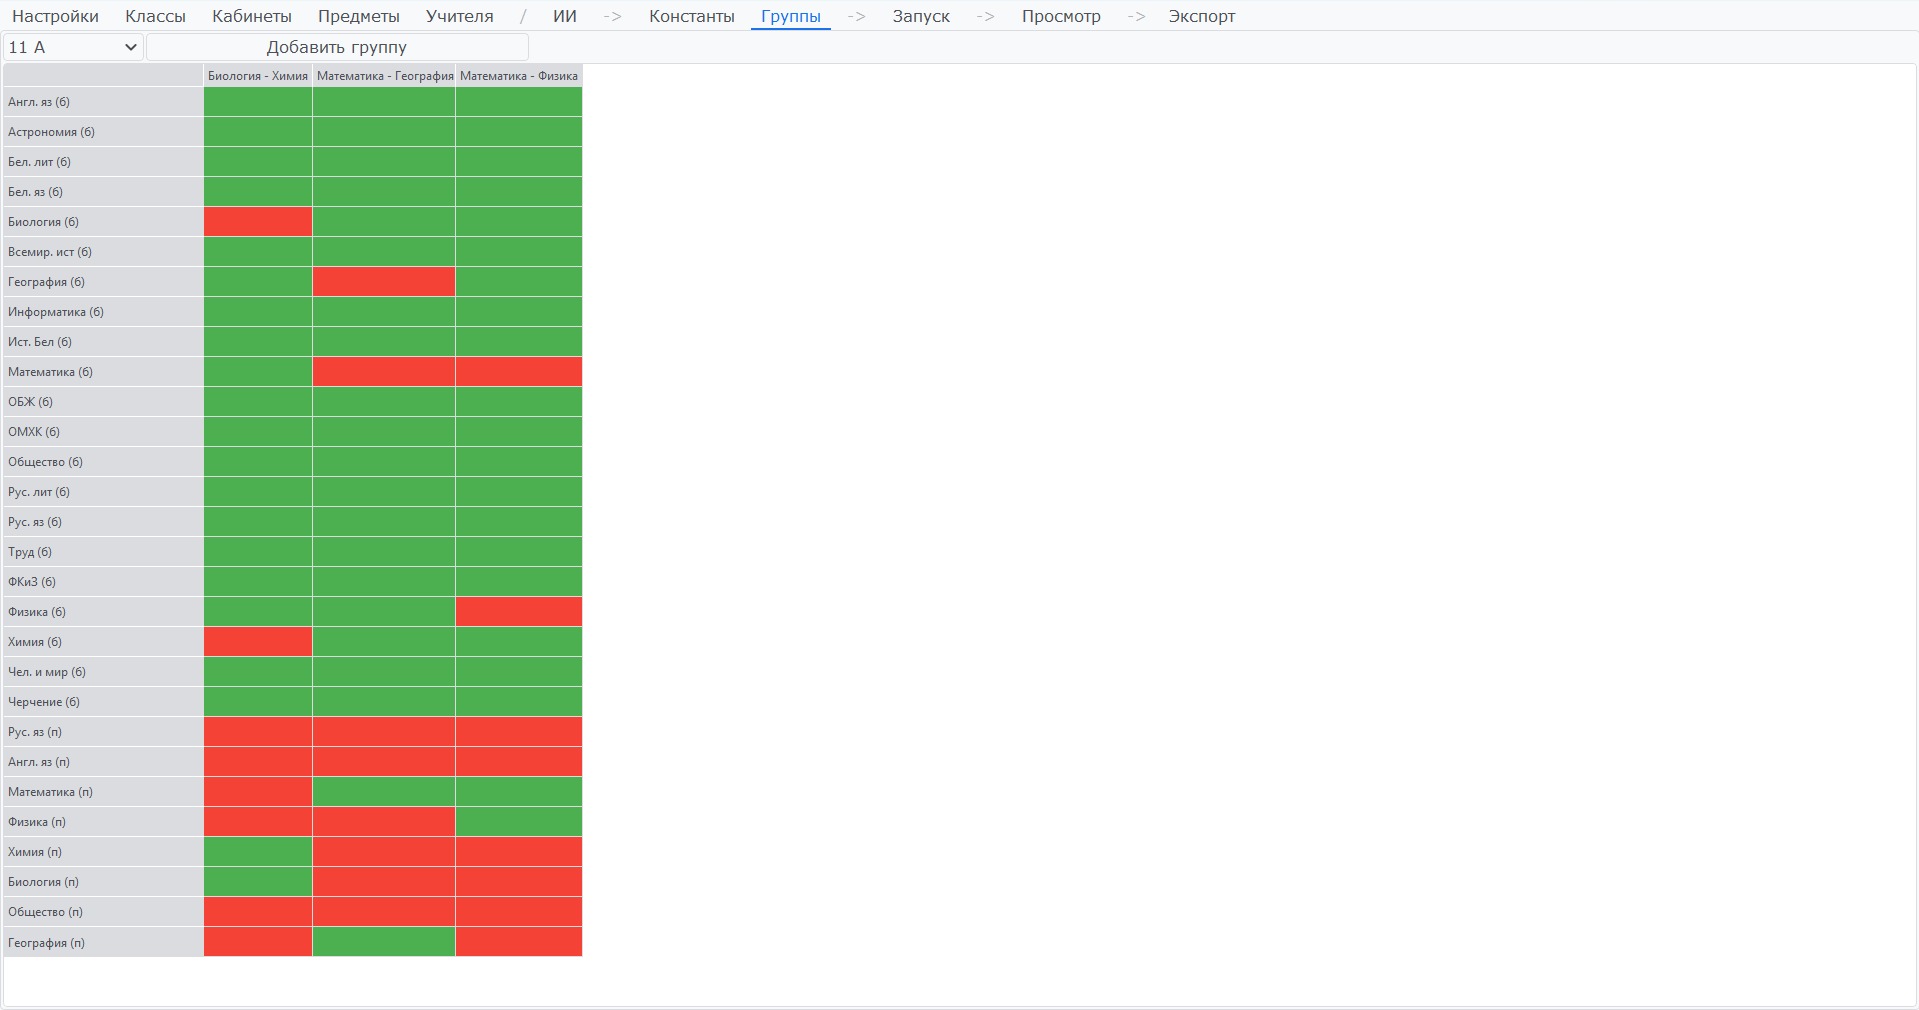 Настройки Классы Кабинеты Предметы Учителя / ИИ -> Константы Группы -> Запуск -> Просмотр -> Экспорт
11 А Добавить группу
Биология - Химия Математика - География Математика - Физика
Англ. яз (б)
Астрономия (б)
Бел. лит (б)
Бел. яз (б)
Биология (б)
Всемир. ист (б)
География (б)
Информатика (б)
Ист. Бел (б)
Математика (б)
ОБЖ (б)
ОМХК (б)
Общество (б)
Рус. лит (б)
Рус. яз (б)
Труд (б)
ФКиЗ (б)
Физика (б)
Химия (б)
Чел. и мир (б)
Черчение (б)
Рус. яз (п)
Англ. яз (п)
Математика (п)
Физика (п)
Химия (п)
Биология (п)
Общество (п)
География (п)